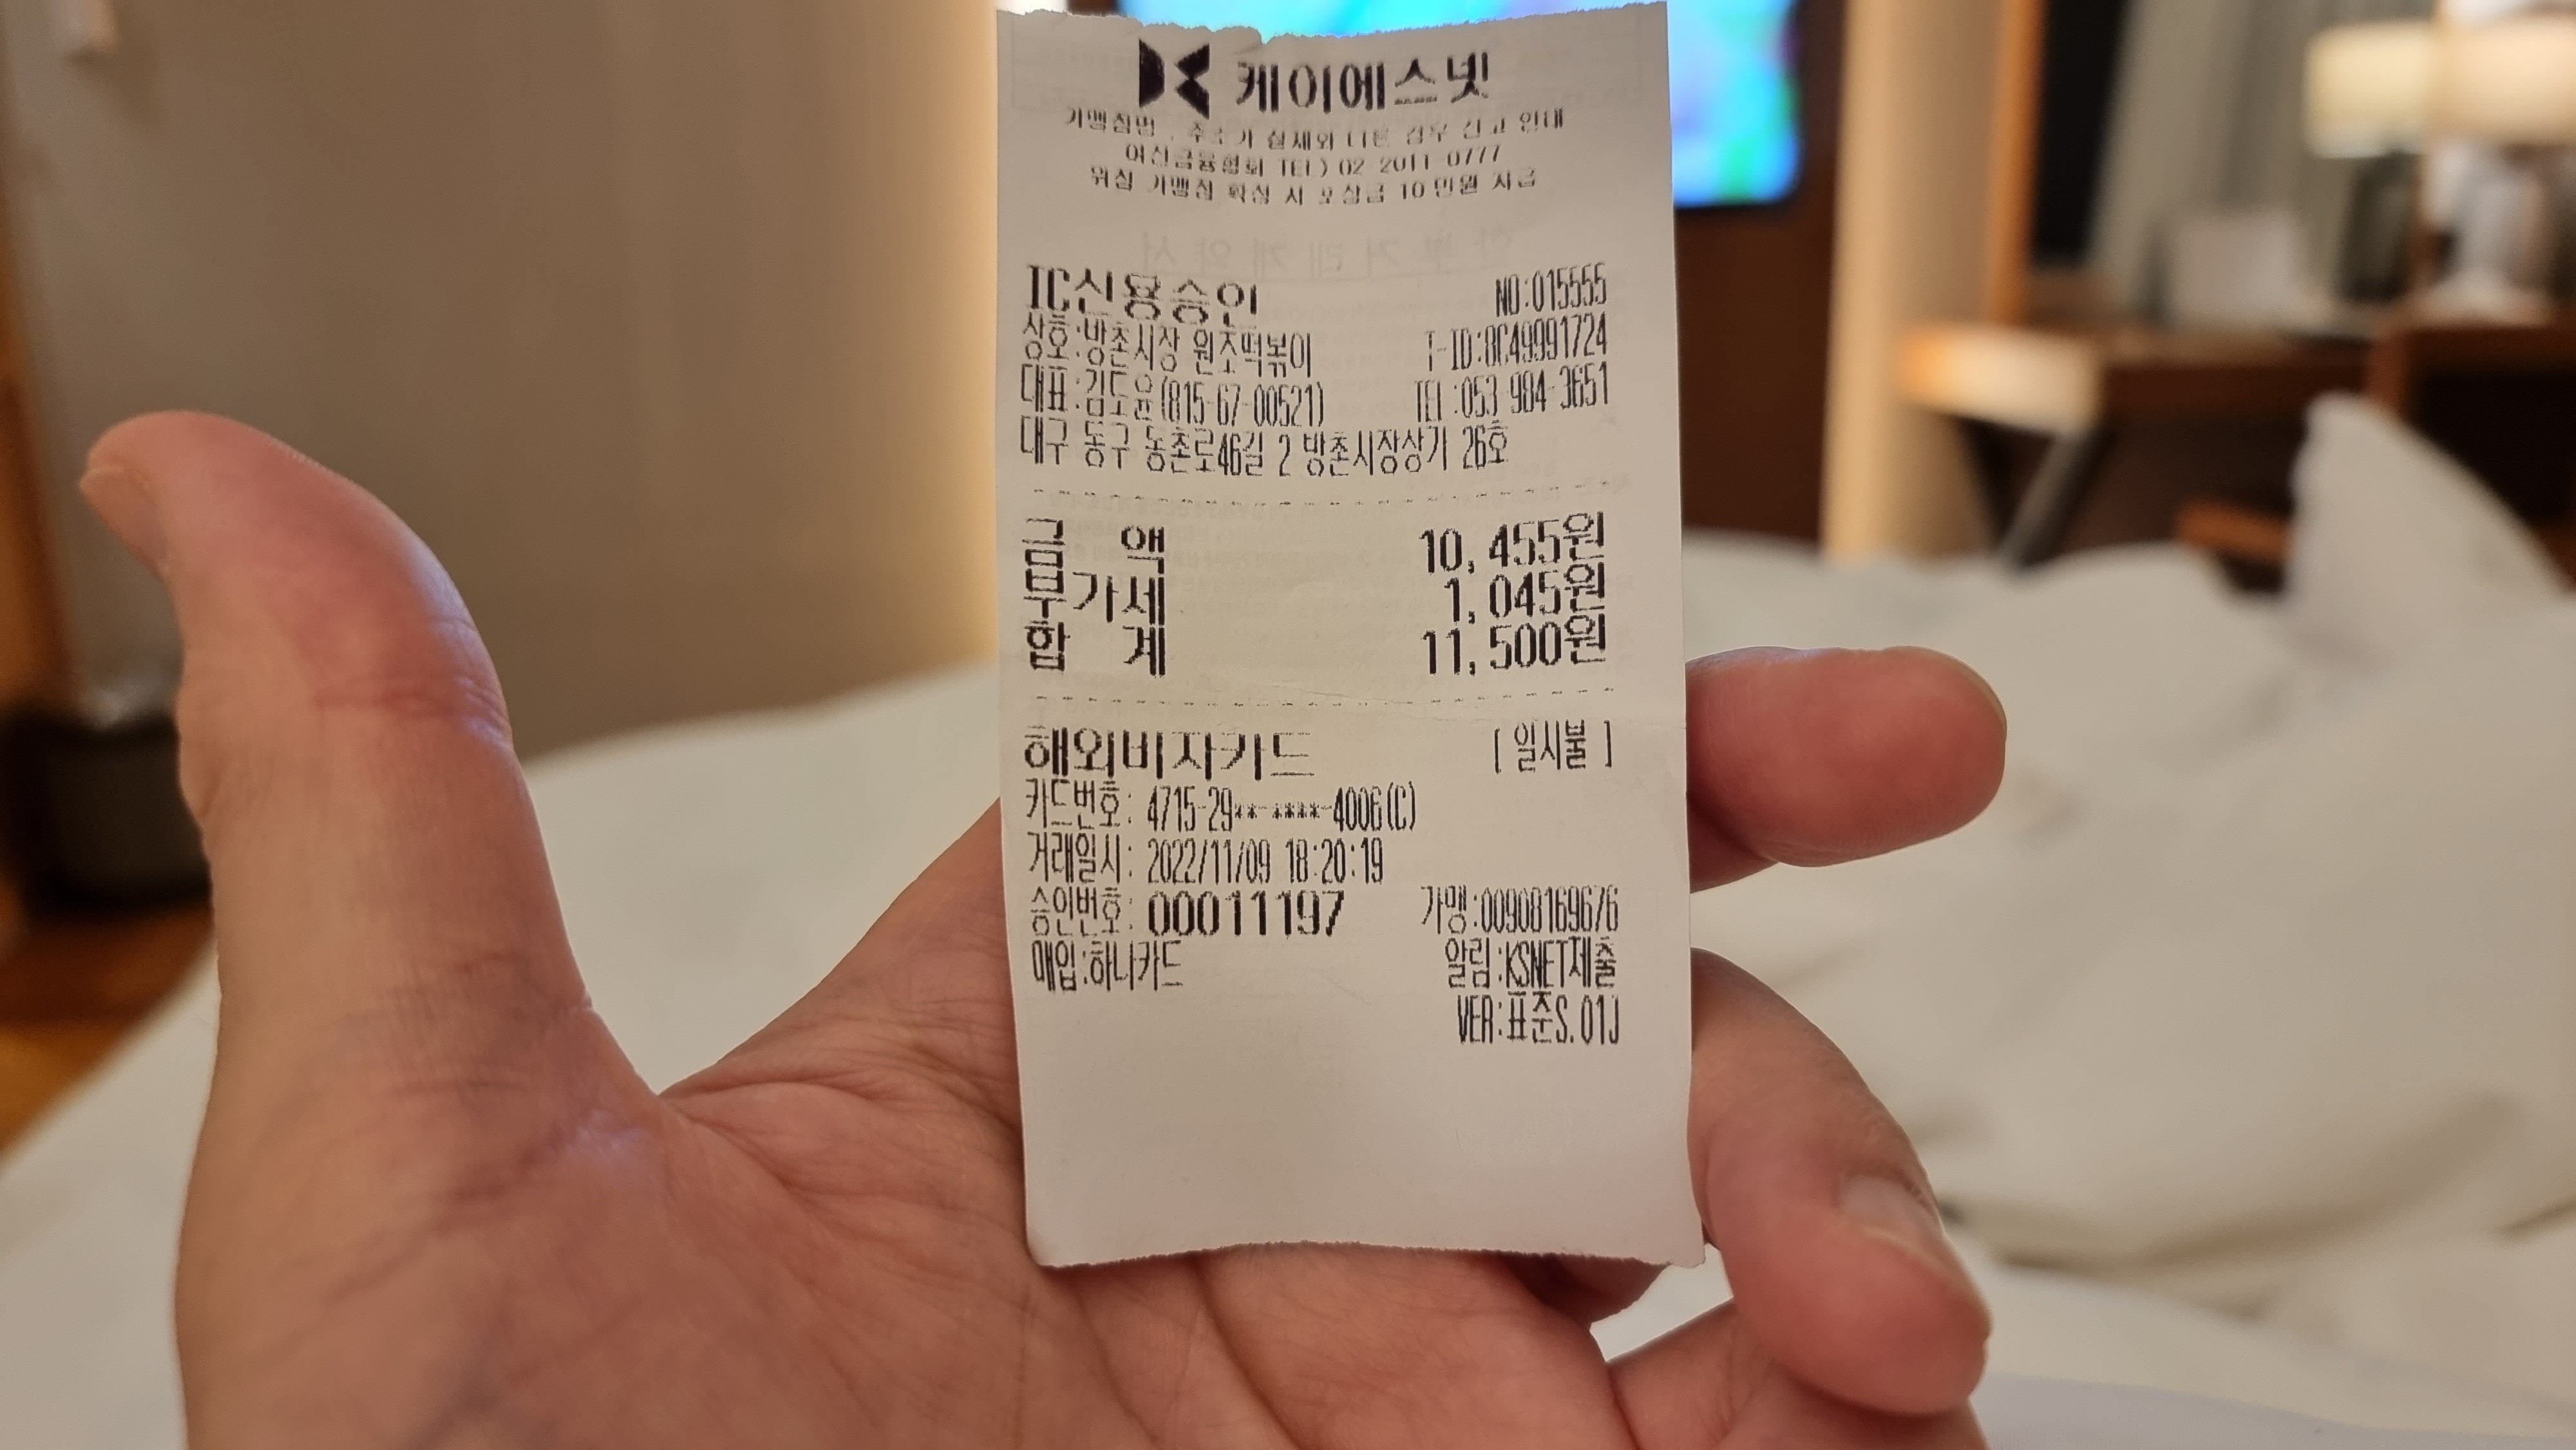 케이에스넷
가맹점명, 주소가 실제와 다른 경우 신고 안내
여신금융협회 TEL) 02-2011-0777
위장 가맹점 확정 시 포상금 10만원 지급
IC신용승인 NO:015555
상호:방촌시장 원조떡볶이 T-ID:8C49991724
대표:김도윤(815-67-00521) TEL:053-984-3651
대구 동구 동촌로46길 2 방촌시장상가 26호
금 액 10,455원
부가세 1,045원
합 계 11,500원
해외비자카드 [ 일시불 ]
카드번호: 4715-29**-****-4006(C)
거래일시: 2022/11/09 18:20:19
승인번호: 00011197 가맹:00908169676
매입:하나카드 알림:KSNET제출
VER:표준S.01J